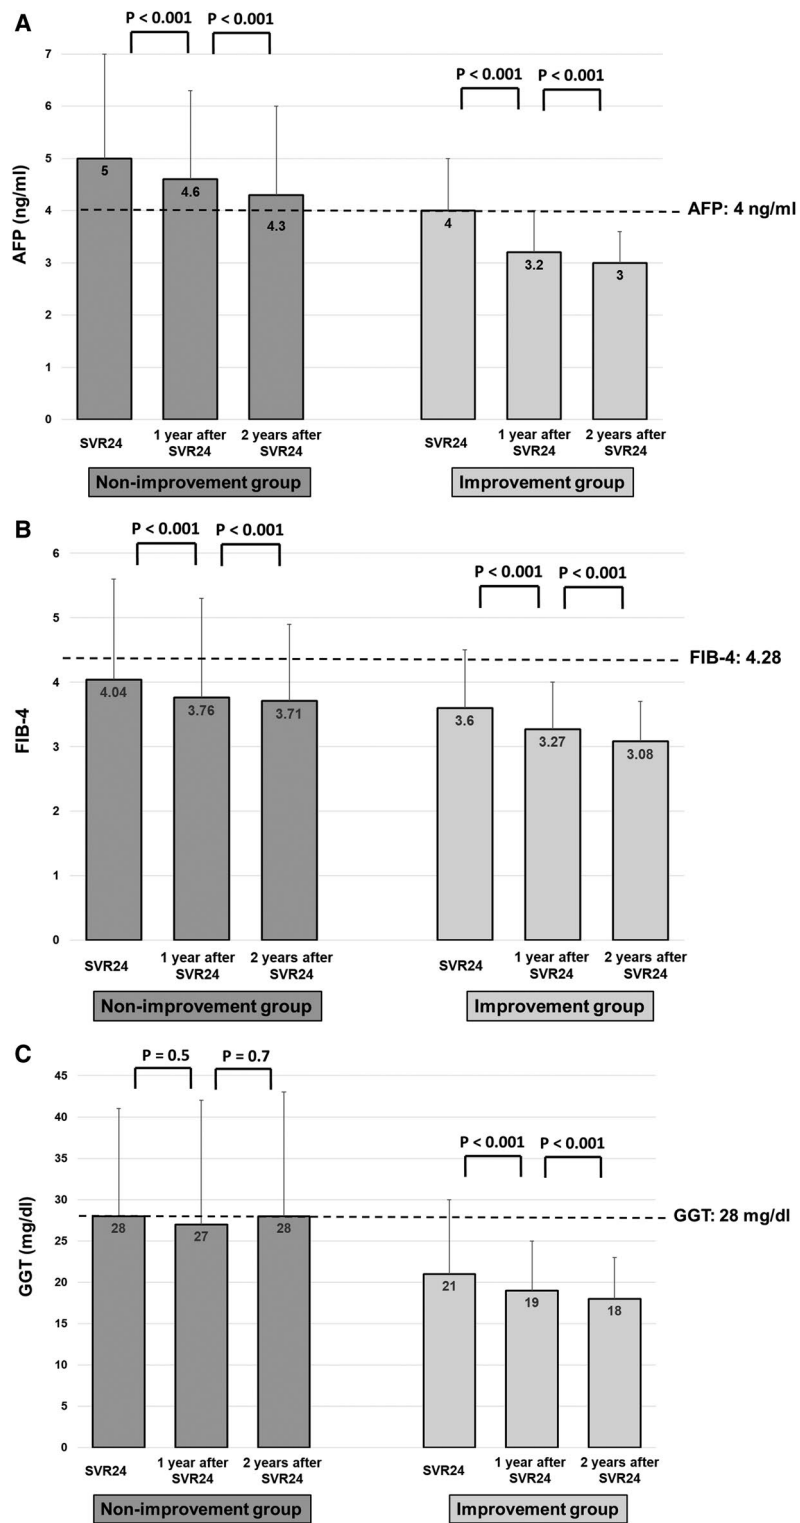 A
P < 0.001
P < 0.001
P < 0.001
P < 0.001
7
6
5
4
3
2
1
0
AFP (ng/ml)
5
4.6
4.3
4
3.2
3
AFP: 4 ng/ml
SVR24
1 year after
SVR24
2 years after
SVR24
SVR24
1 year after
SVR24
2 years after
SVR24
Non-improvement group
Improvement group
B
P < 0.001
P < 0.001
P < 0.001
P < 0.001
6
5
4
3
2
1
0
FIB-4
4.04
3.76
3.71
3.6
3.27
3.08
FIB-4: 4.28
SVR24
1 year after
SVR24
2 years after
SVR24
SVR24
1 year after
SVR24
2 years after
SVR24
Non-improvement group
Improvement group
C
P = 0.5
P = 0.7
P < 0.001
P < 0.001
45
40
35
30
25
20
15
10
5
0
GGT (mg/dl)
28
27
28
21
19
18
GGT: 28 mg/dl
SVR24
1 year after
SVR24
2 years after
SVR24
SVR24
1 year after
SVR24
2 years after
SVR24
Non-improvement group
Improvement group